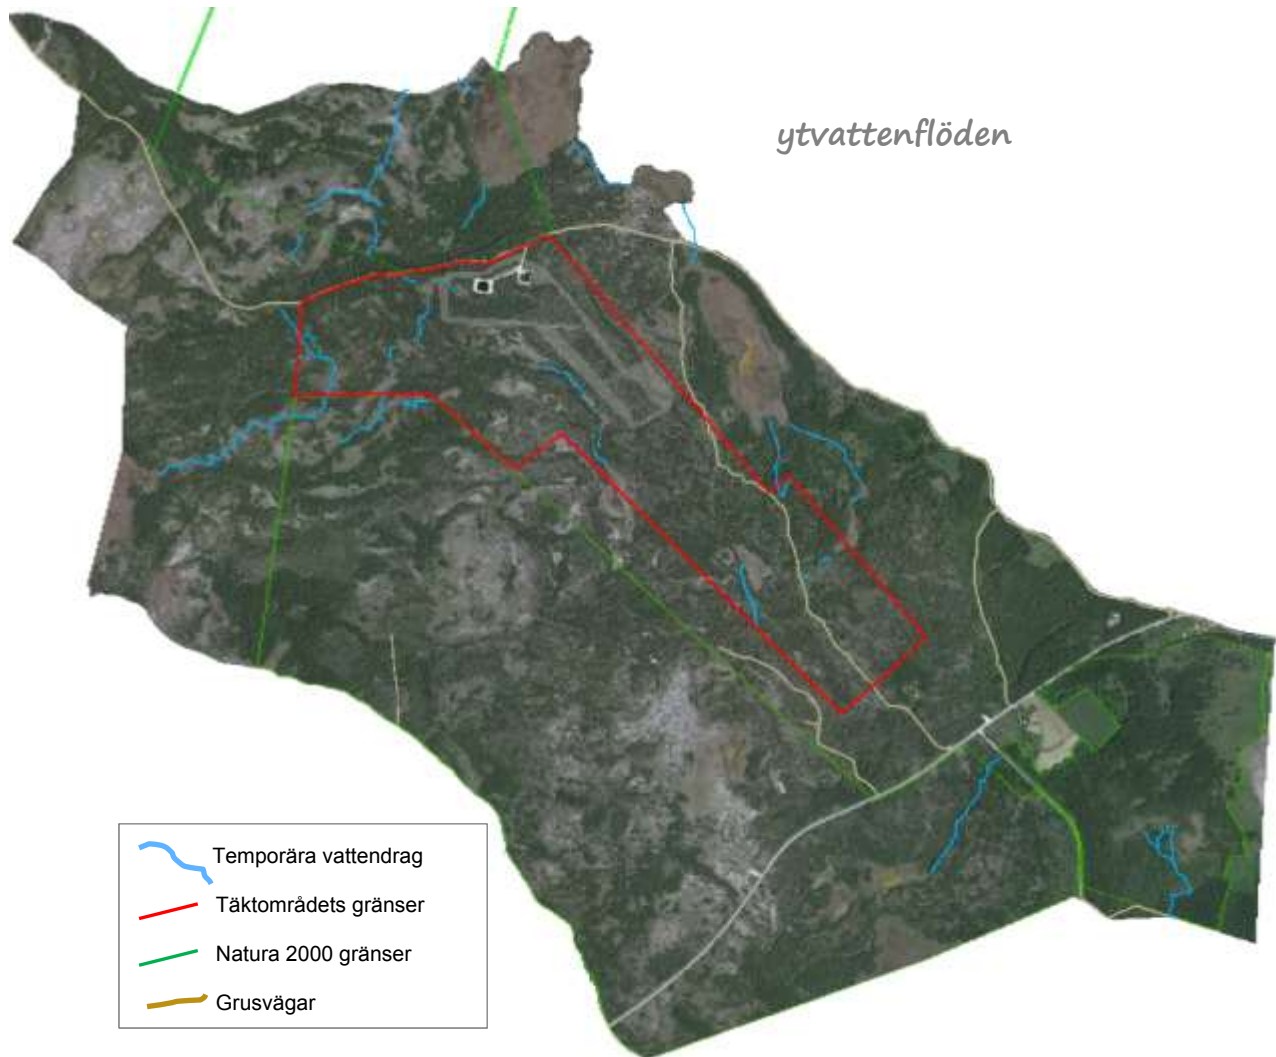 ytvattenflöden
Temporära vattendrag
Täktområdets gränser
Natura 2000 gränser
Grusvägar